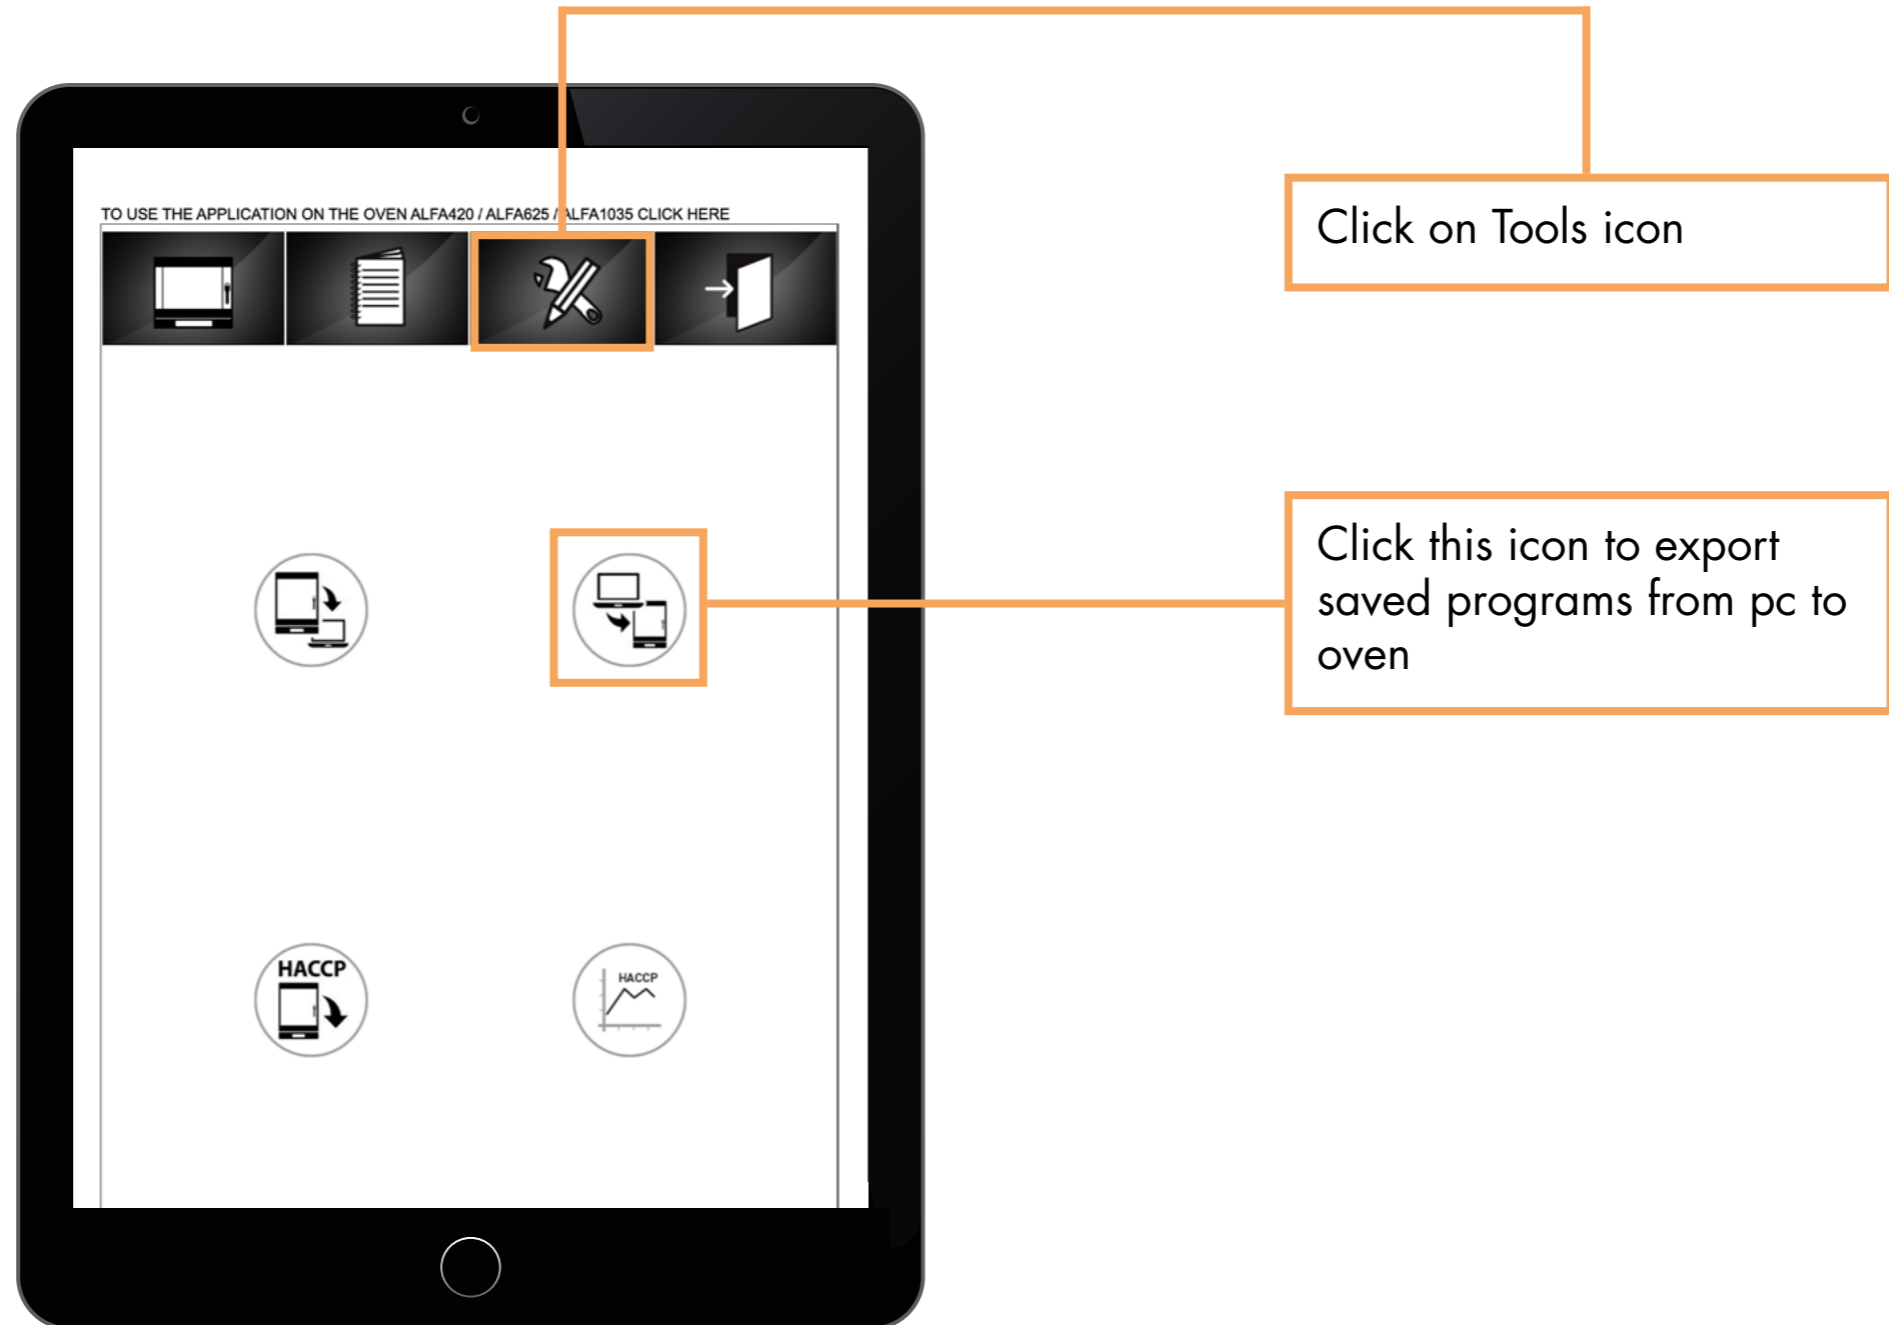 TO USE THE APPLICATION ON THE OVEN ALFA420 / ALFA625 / ALFA1035 CLICK HERE
Click on Tools icon
Click this icon to export
saved programs from pc to
oven
HACCP
HACCP